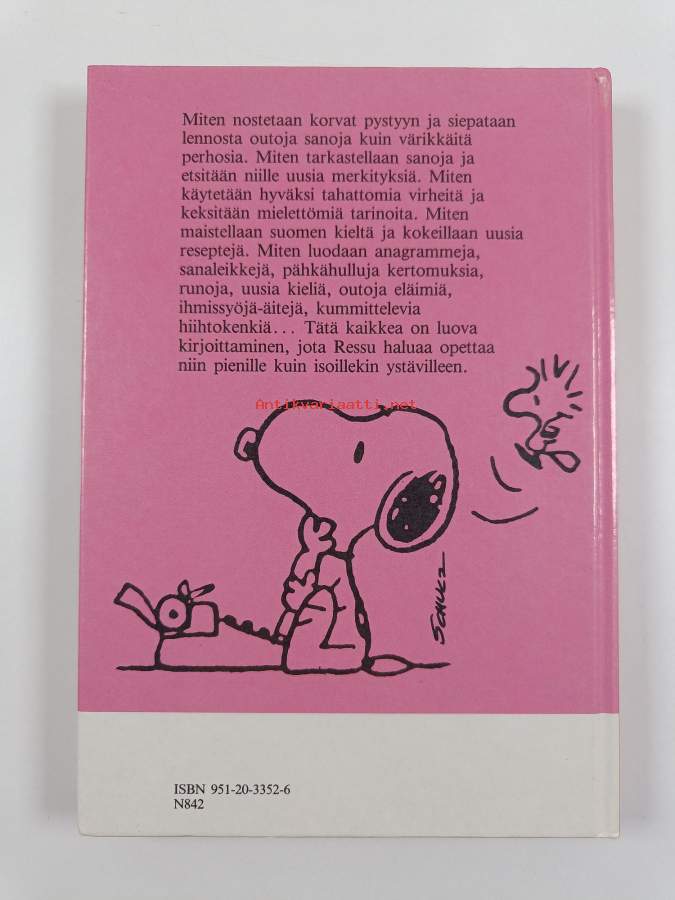 Miten nostetaan korvat pystyyn ja siepataan
lennosta outoja sanoja kuin värikkäitä
perhosia. Miten tarkastellaan sanoja ja
etsitään niille uusia merkityksiä. Miten
käytetään hyväksi tahattomia virheitä ja
keksitään mielettömiä tarinoita. Miten
maistellaan suomen kieltä ja kokeillaan uusia
reseptejä. Miten luodaan anagrammeja,
sanaleikkejä, pähkähulluja kertomuksia,
runoja, uusia kieliä, outoja eläimiä,
ihmissyöjä-äitejä, kummittelevia
hiihtokenkiä... Tätä kaikkea on luova
kirjoittaminen, jota Ressu haluaa opettaa
niin pienille kuin isoillekin ystävilleen.
Antikvariaatti.net
SCHULZ
ISBN 951-20-3352-6
N842